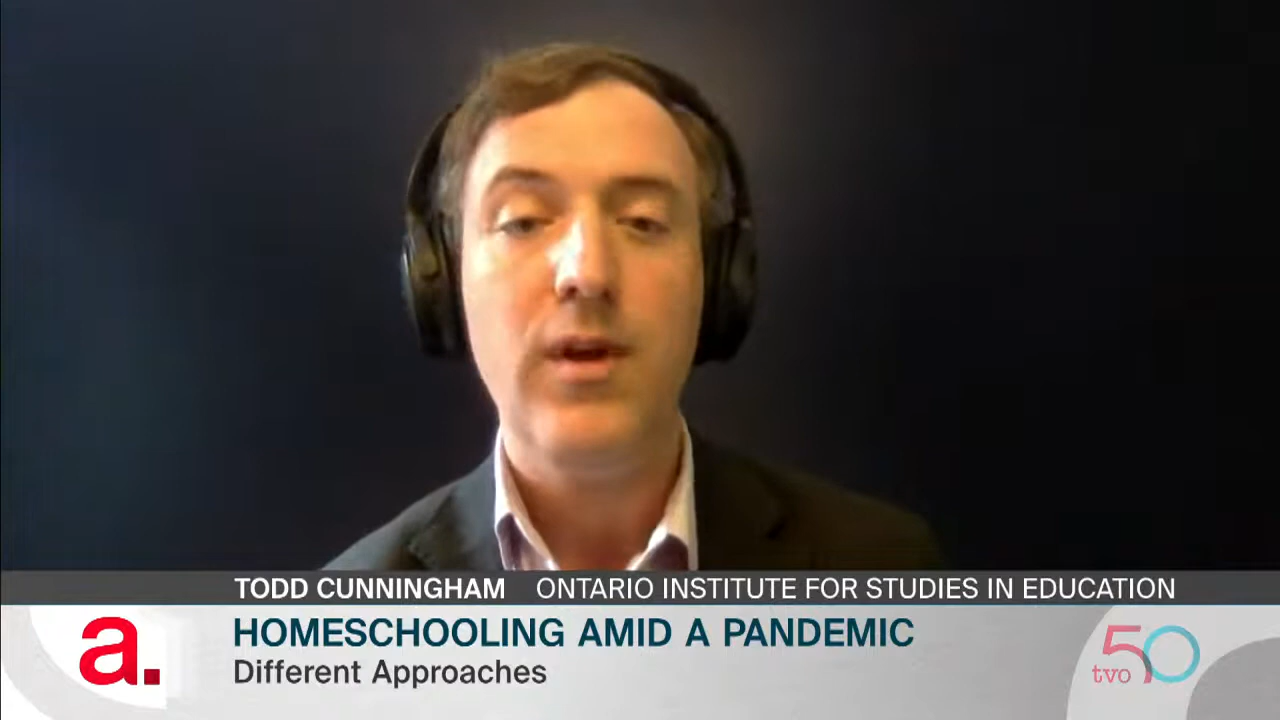 TODD CUNNINGHAM ONTARIO INSTITUTE FOR STUDIES IN EDUCATION
a. HOMESCHOOLING AMID A PANDEMIC
Different Approaches
50
tvo